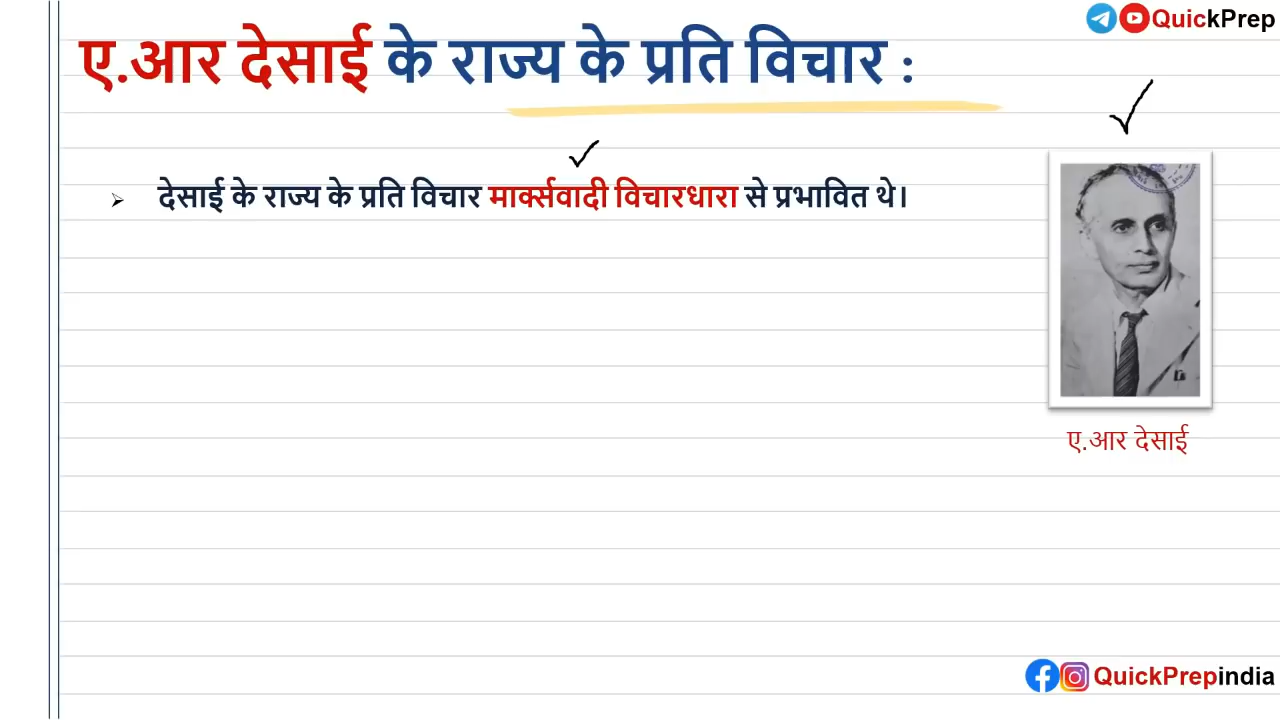 QuickPrep
ए.आर देसाई के राज्य के प्रति विचार :
➢ देसाई के राज्य के प्रति विचार मार्क्सवादी विचारधारा से प्रभावित थे।
ए.आर देसाई
QuickPrepindia